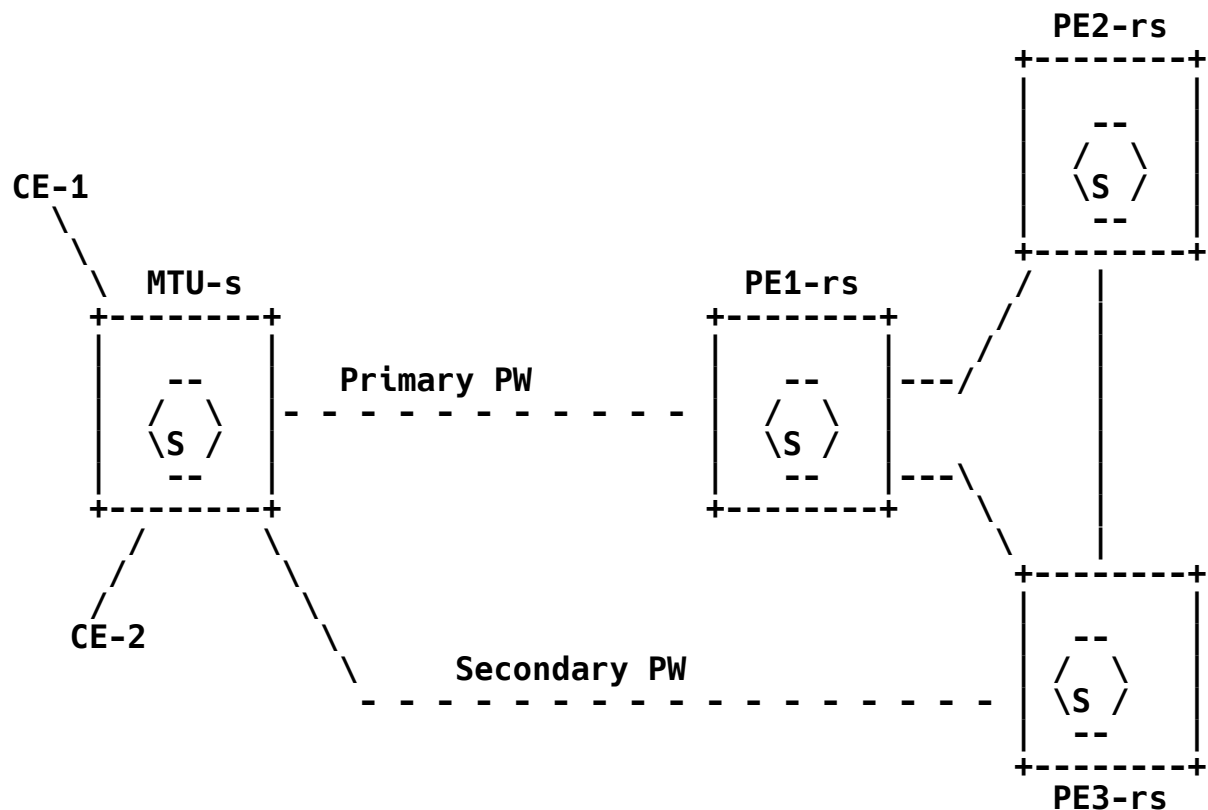 PE2-rs
S
CE-1
MTU-s
PE1-rs
Primary PW
S
S
CE-2
Secondary PW
S
PE3-rs